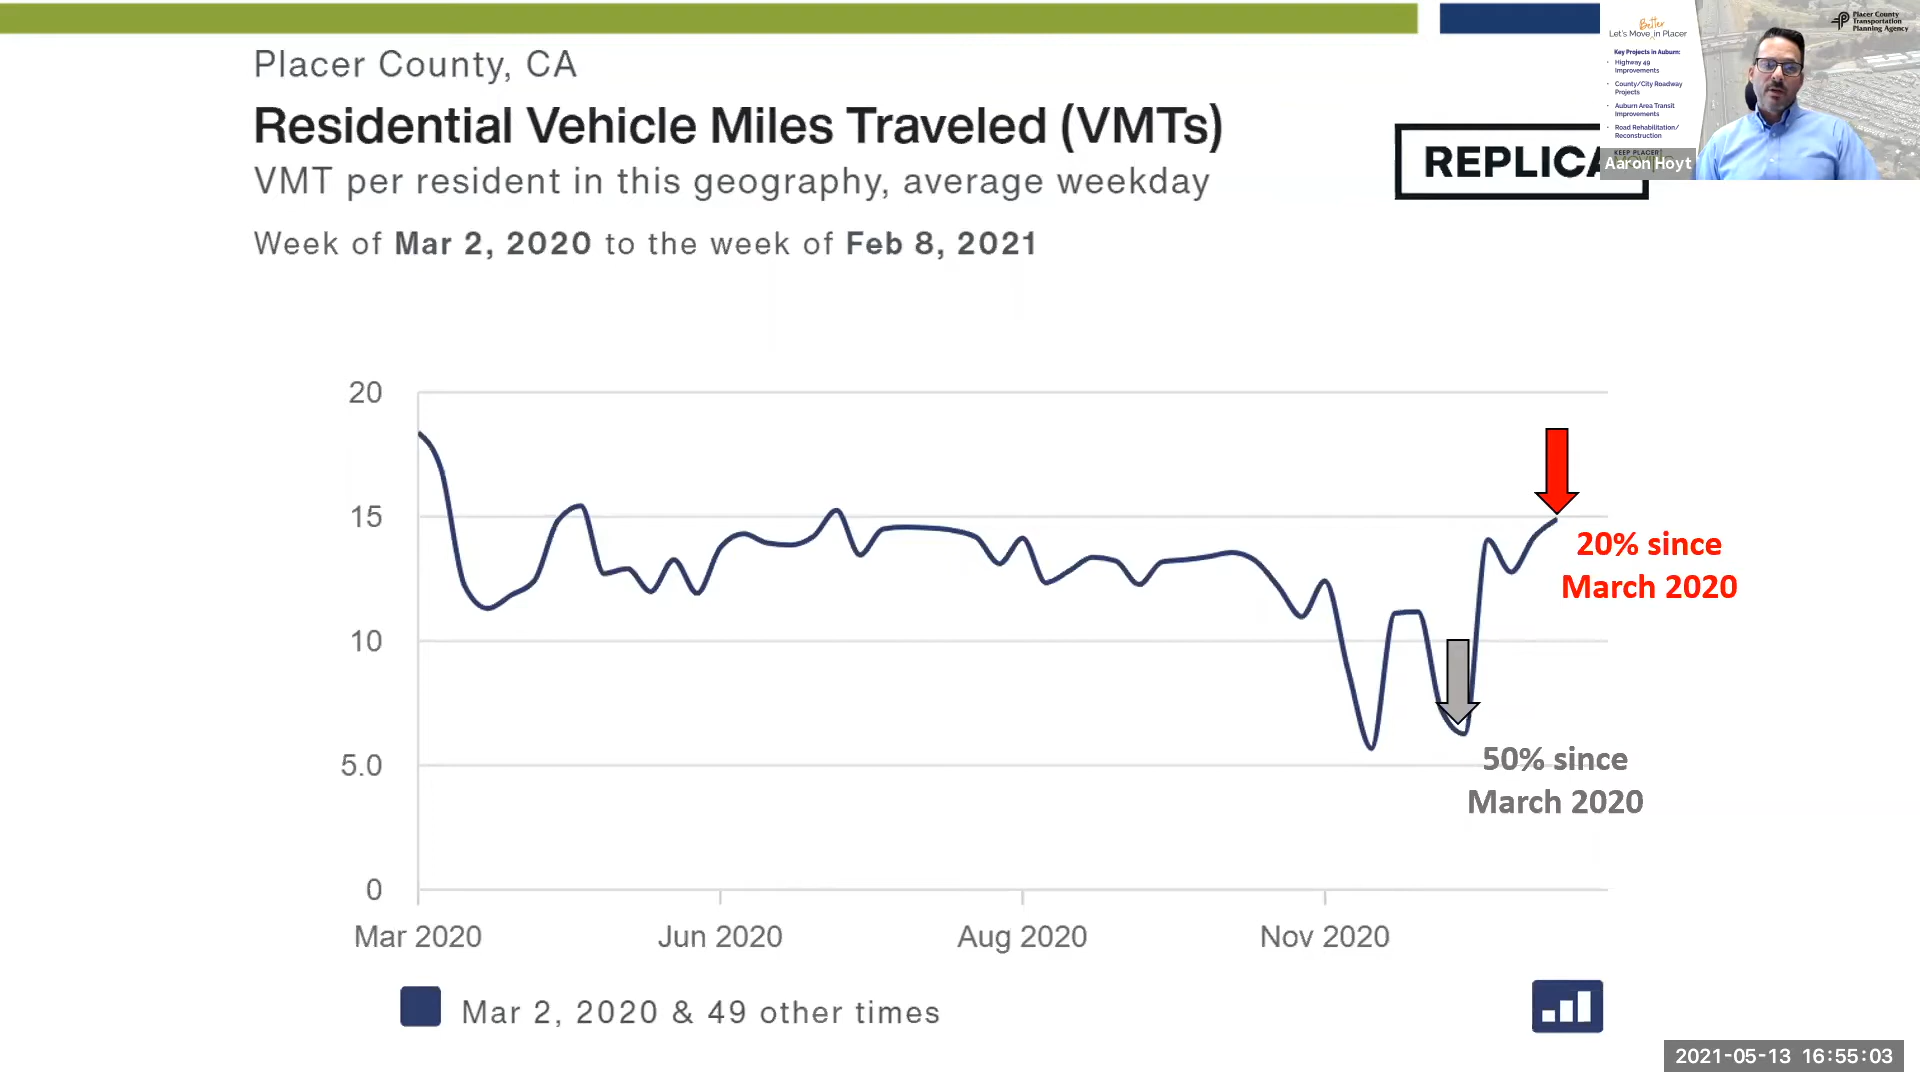 Placer County, CA
Residential Vehicle Miles Traveled (VMTs)
VMT per resident in this geography, average weekday
Week of Mar 2, 2020 to the week of Feb 8, 2021
REPLICA
Better
Let's Move in Placer
Key Projects in Auburn:
Highway 49
Improvements
County/City Roadway
Projects
Auburn Area Transit
Improvements
Road Rehabilitation/
Reconstruction
KEEP PLACER
Aaron Hoyt
Placer County
Transportation
Planning Agency
20
15
10
5.0
0
20% since
March 2020
50% since
March 2020
Mar 2020
Jun 2020
Aug 2020
Nov 2020
Mar 2, 2020 & 49 other times
2021-05-13 16:55:03